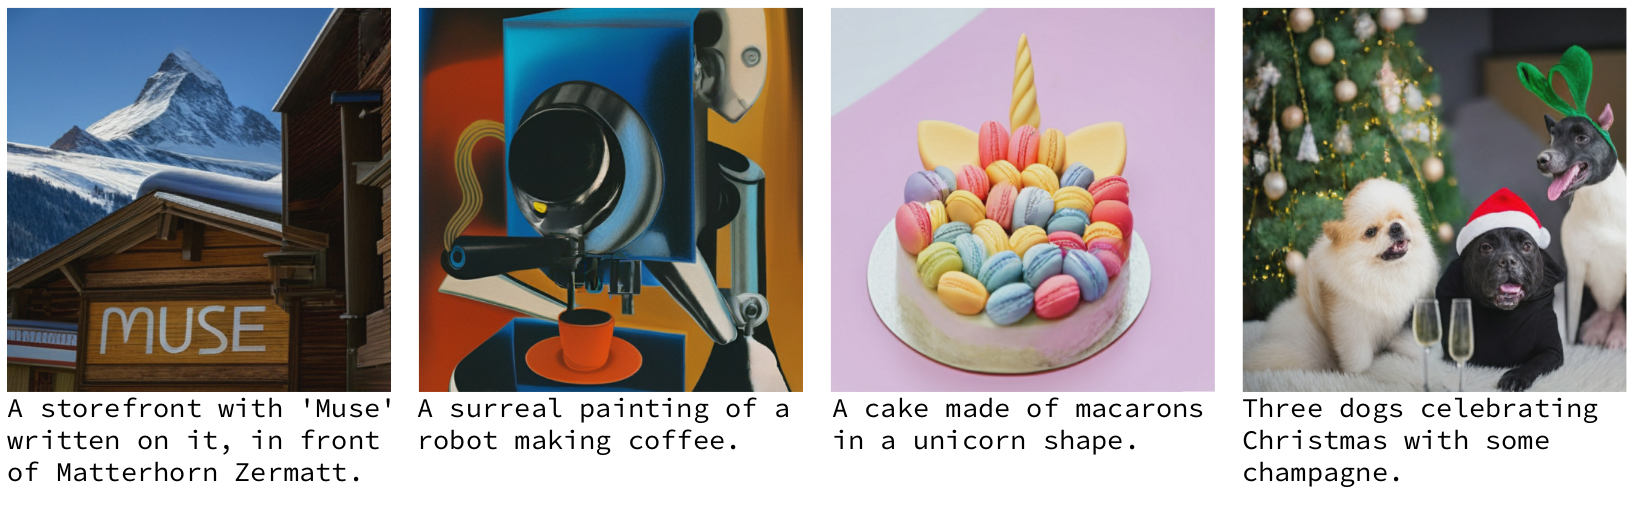 MUSE
A storefront with 'Muse'
written on it, in front
of Matterhorn Zermatt.
A surreal painting of a
robot making coffee.
A cake made of macarons
in a unicorn shape.
Three dogs celebrating
Christmas with some
champagne.